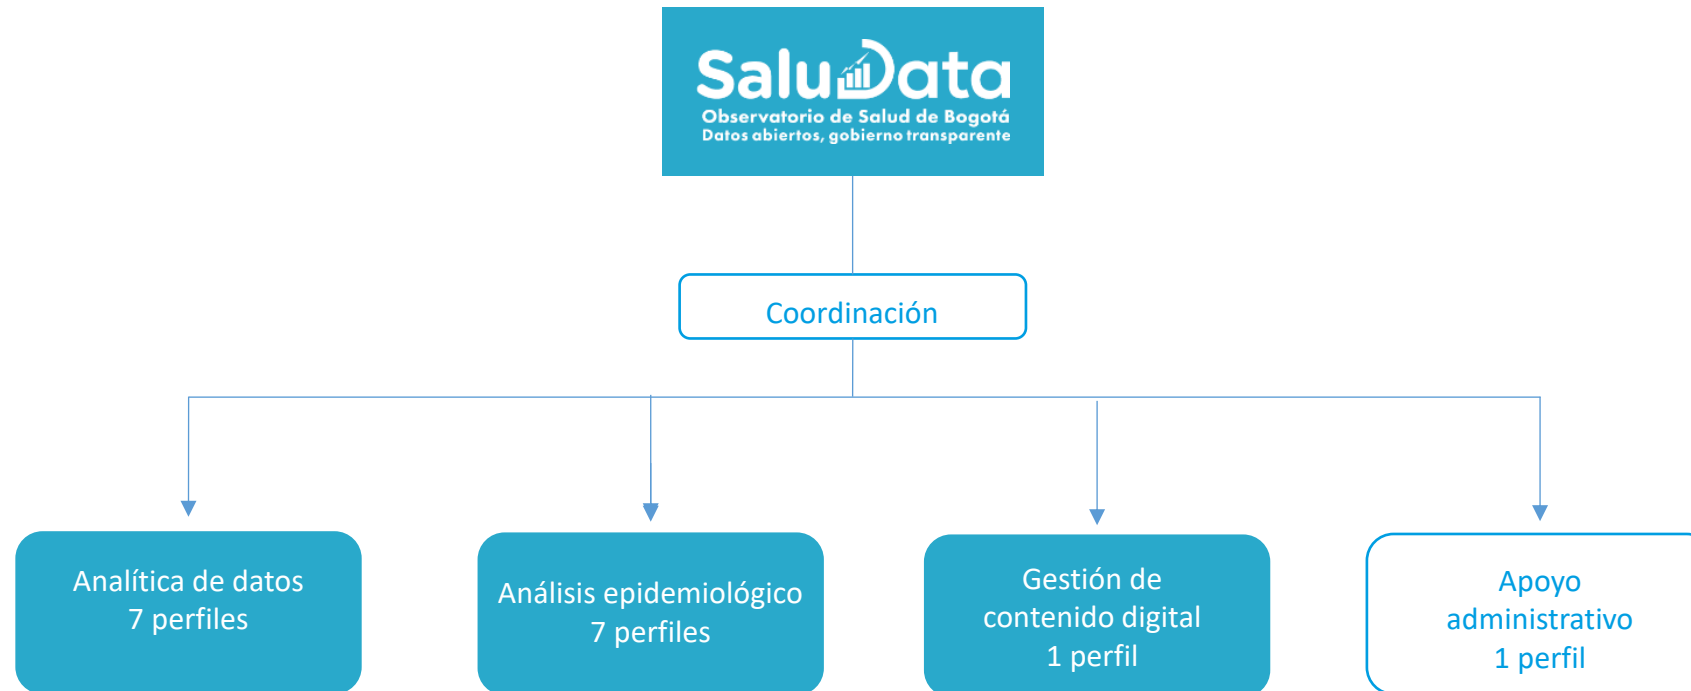 SaluData
Observatorio de Salud de Bogotá
Datos abiertos, gobierno transparente
Coordinación
Analítica de datos
7 perfiles
Análisis epidemiológico
7 perfiles
Gestión de
contenido digital
1 perfil
Apoyo
administrativo
1 perfil